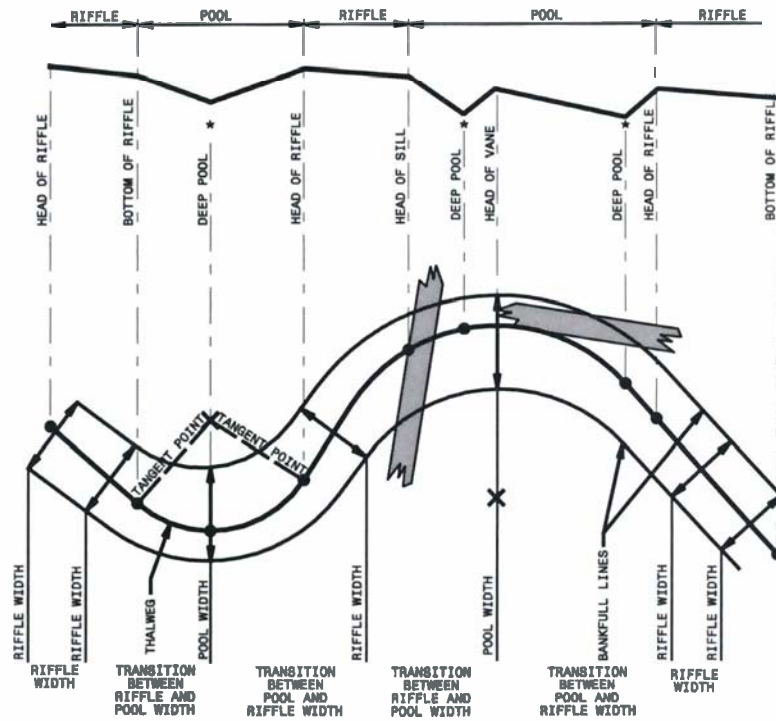 RIFFLE
POOL
RIFFLE
POOL
RIFFLE
HEAD OF RIFFLE
BOTTOM OF RIFFLE
DEEP POOL
HEAD OF RIFFLE
HEAD OF SILL
DEEP POOL
HEAD OF VANE
DEEP POOL
HEAD OF RIFFLE
BOTTOM OF RIFFLE
TANGENT POINT
TANGENT POINT
RIFFLE WIDTH
RIFFLE WIDTH
THALWEG
POOL WIDTH
RIFFLE WIDTH
POOL WIDTH
BANKFULL LINES
RIFFLE WIDTH
RIFFLE WIDTH
RIFFLE
WIDTH
TRANSITION
BETWEEN
RIFFLE AND
POOL WIDTH
TRANSITION
BETWEEN
POOL AND
RIFFLE WIDTH
TRANSITION
BETWEEN
RIFFLE AND
POOL WIDTH
TRANSITION
BETWEEN
POOL AND
RIFFLE WIDTH
RIFFLE
WIDTH